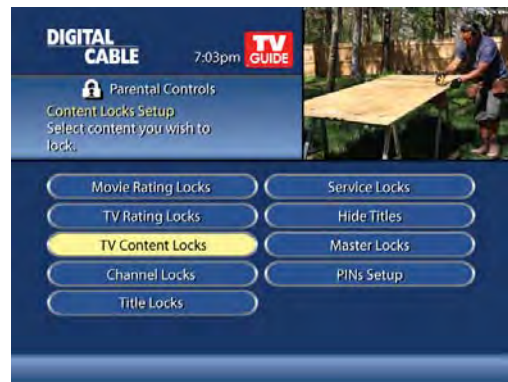 DIGITAL
CABLE
7:03pm
TV
GUIDE
Parental Controls
Content Locks Setup
Select content you wish to
lock.
Movie Rating Locks
Service Locks
TV Rating Locks
Hide Titles
TV Content Locks
Master Locks
Channel Locks
PINs Setup
Title Locks